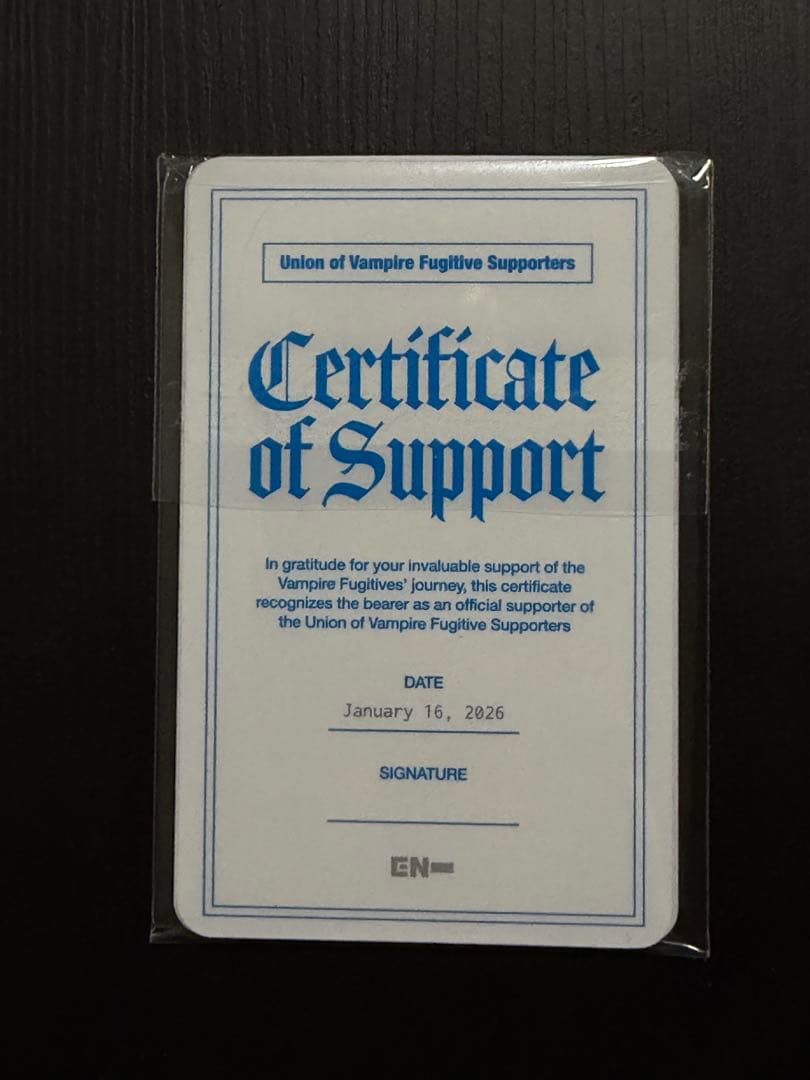 Union of Vampire Fugitive Supporters
Certificate
of Support
In gratitude for your invaluable support of the
Vampire Fugitives' journey, this certificate
recognizes the bearer as an official supporter of
the Union of Vampire Fugitive Supporters
DATE
January 16, 2026
SIGNATURE
EN-